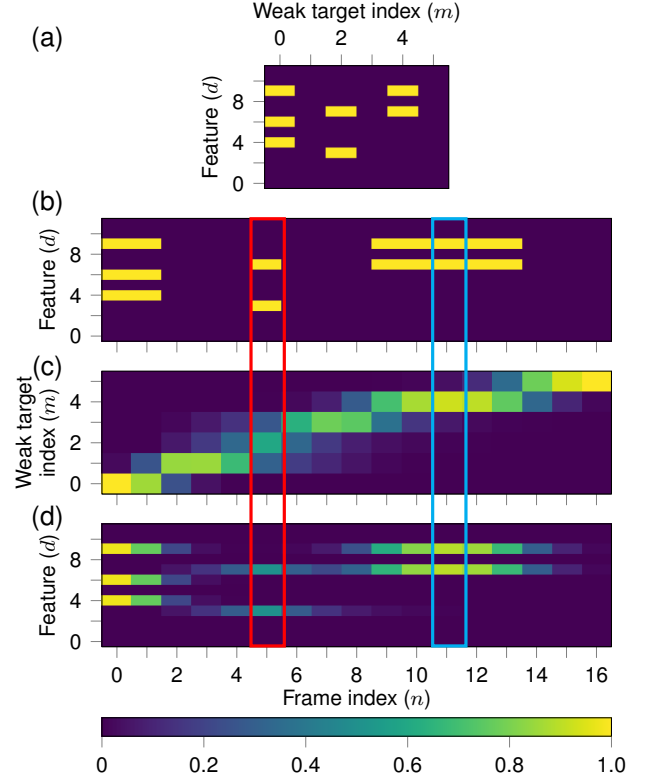 Weak target index (m)
(a)
0 2 4
Feature (d)
8
4
0
(b)
Feature (d)
8
4
0
(c)
Weak target
index (m)
4
2
0
(d)
Feature (d)
8
4
0
0 2 4 6 8 10 12 14 16
Frame index (n)
0 0.2 0.4 0.6 0.8 1.0